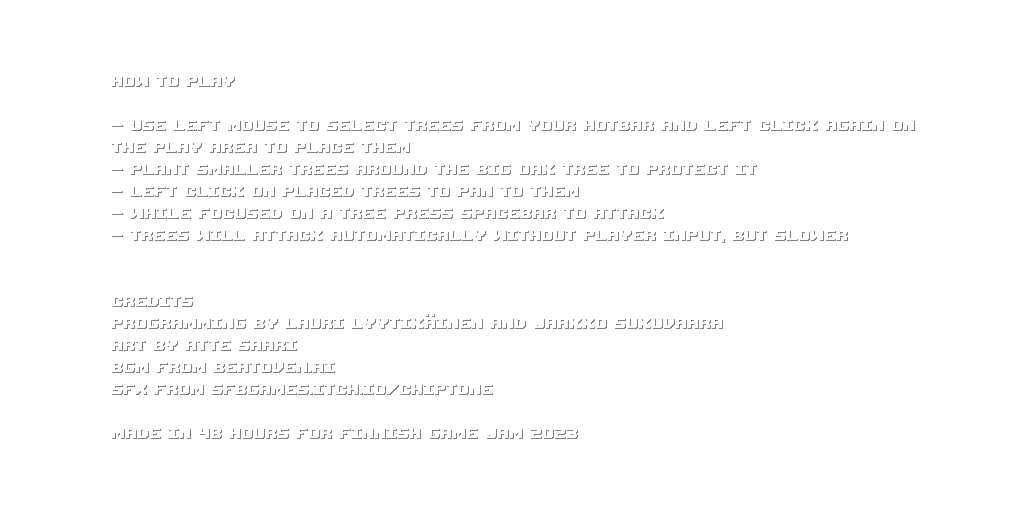 HOW TO PLAY
- USE LEFT MOUSE TO SELECT TREES FROM YOUR HOTBAR AND LEFT CLICK AGAIN ON
THE PLAY AREA TO PLACE THEM
- PLANT SMALLER TREES AROUND THE BIG OAK TREE TO PROTECT IT
- LEFT CLICK ON PLACED TREES TO PAN TO THEM
- WHILE FOCUSED ON A TREE PRESS SPACEBAR TO ATTACK
- TREES WILL ATTACK AUTOMATICALLY WITHOUT PLAYER INPUT, BUT SLOWER
CREDITS
PROGRAMMING BY LAURI LYYTIKÄINEN AND JAAKKO SUKUVAARA
ART BY ATTE SAARI
BGM FROM BEATOVEN.AI
SFX FROM SFBGAMES.ITCH.IO/CHIPTONE
MADE IN 48 HOURS FOR FINNISH GAME JAM 2023